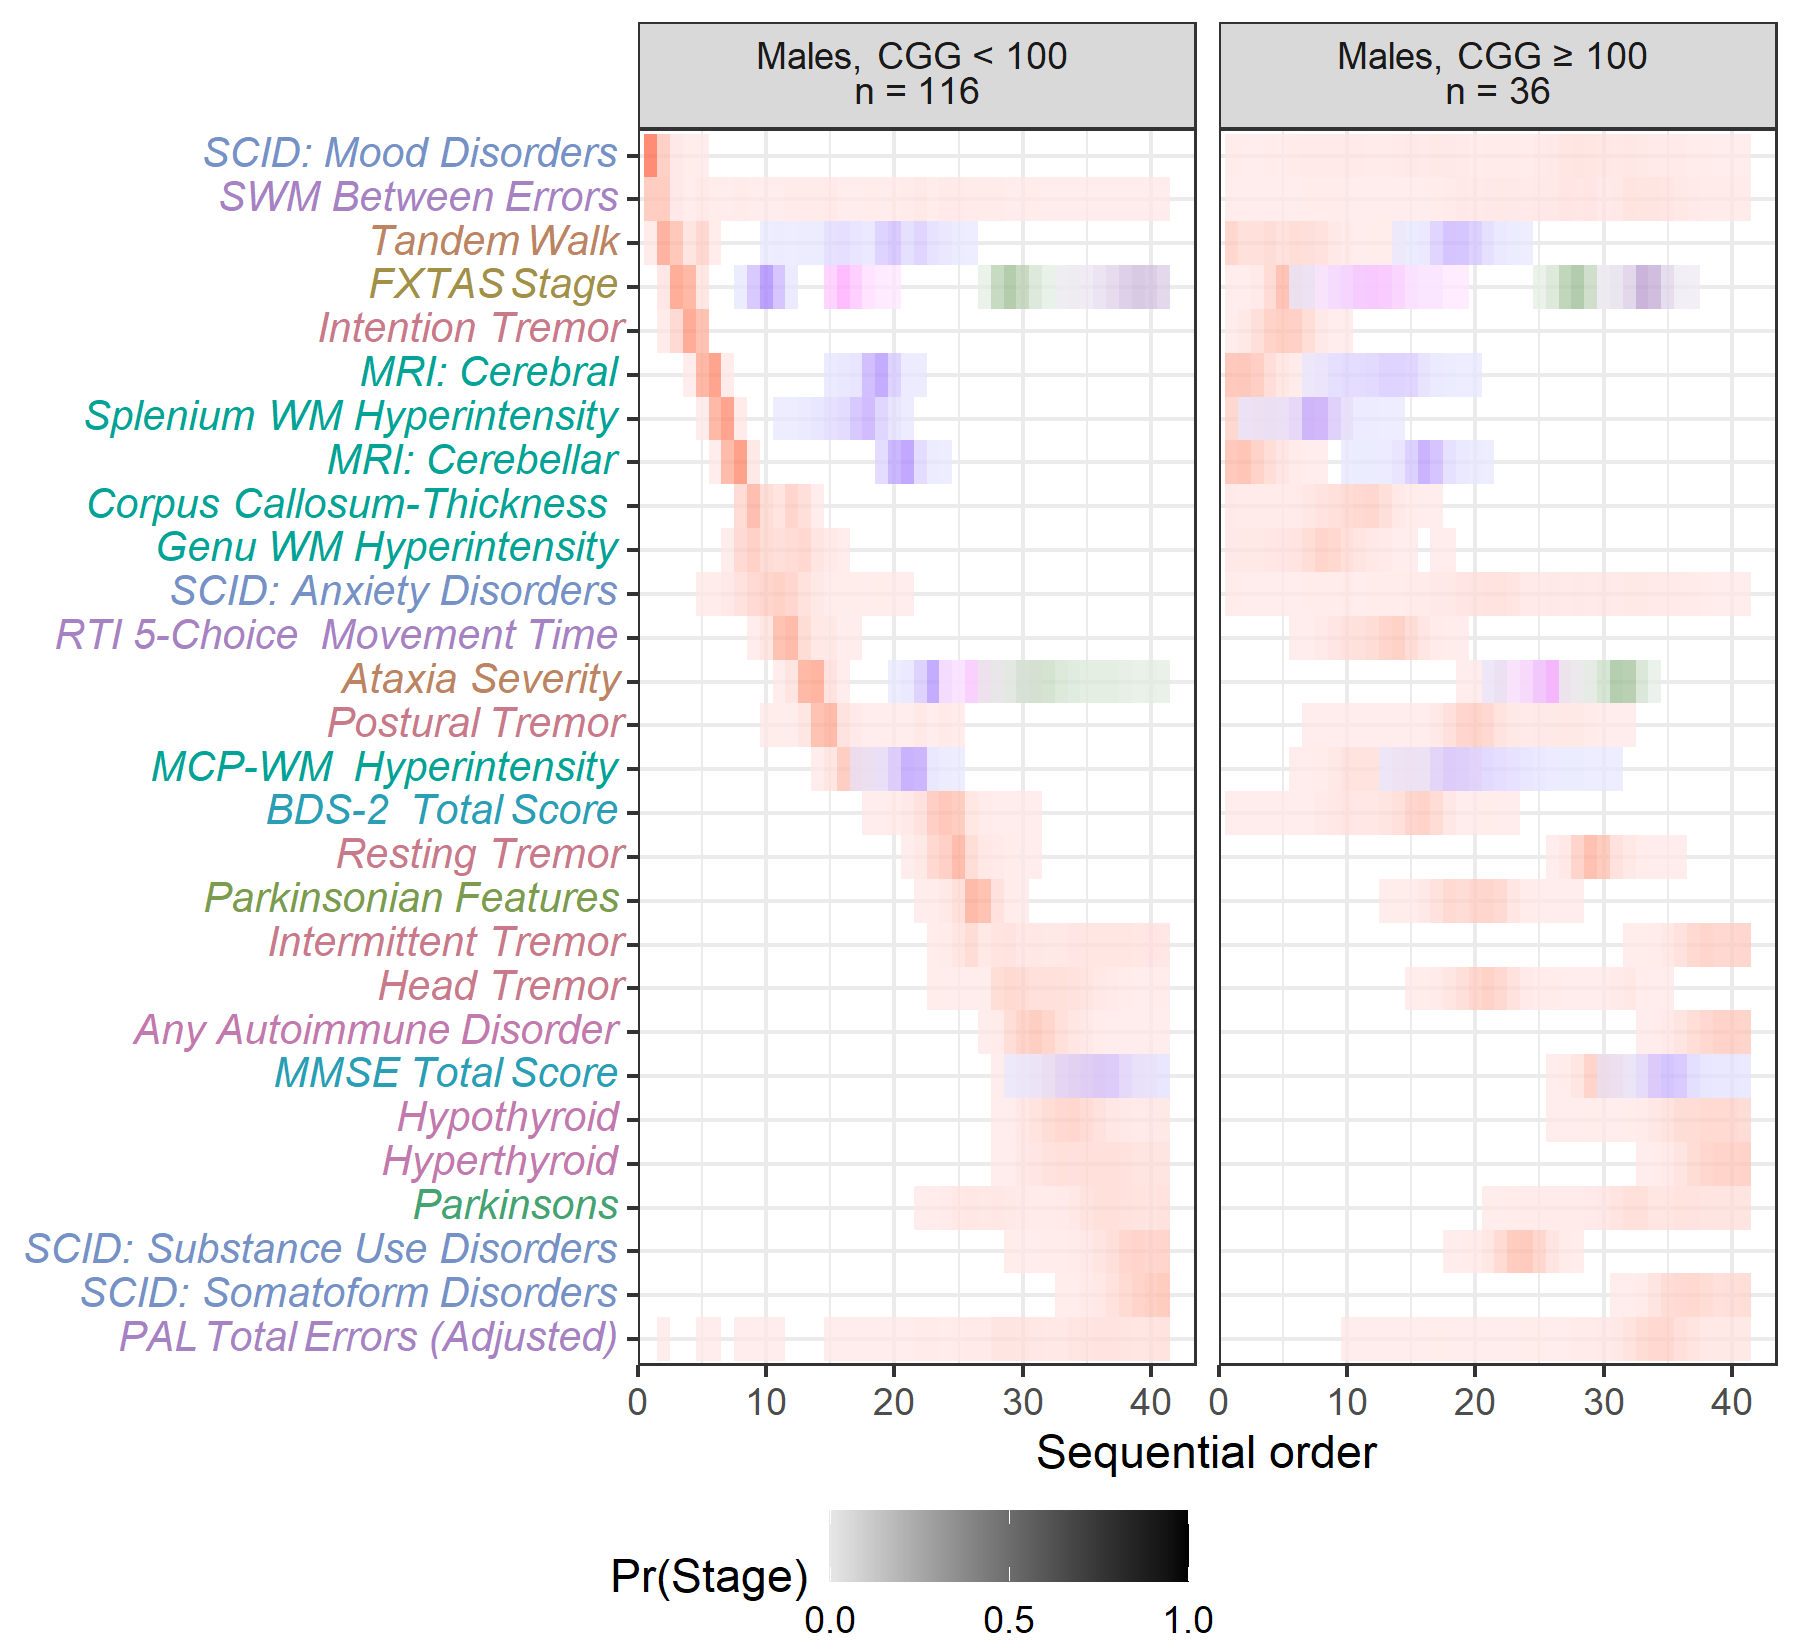 Males, CGG < 100
n = 116
Males, CGG ≥ 100
n = 36
SCID: Mood Disorders
SWM Between Errors
Tandem Walk
FXTAS Stage
Intention Tremor
MRI: Cerebral
Splenium WM Hyperintensity
MRI: Cerebellar
Corpus Callosum-Thickness
Genu WM Hyperintensity
SCID: Anxiety Disorders
RTI 5-Choice Movement Time
Ataxia Severity
Postural Tremor
MCP-WM Hyperintensity
BDS-2 Total Score
Resting Tremor
Parkinsonian Features
Intermittent Tremor
Head Tremor
Any Autoimmune Disorder
MMSE Total Score
Hypothyroid
Hyperthyroid
Parkinsons
SCID: Substance Use Disorders
SCID: Somatoform Disorders
PAL Total Errors (Adjusted)
0 10 20 30 40 0 10 20 30 40
Sequential order
Pr(Stage)
0.0 0.5 1.0